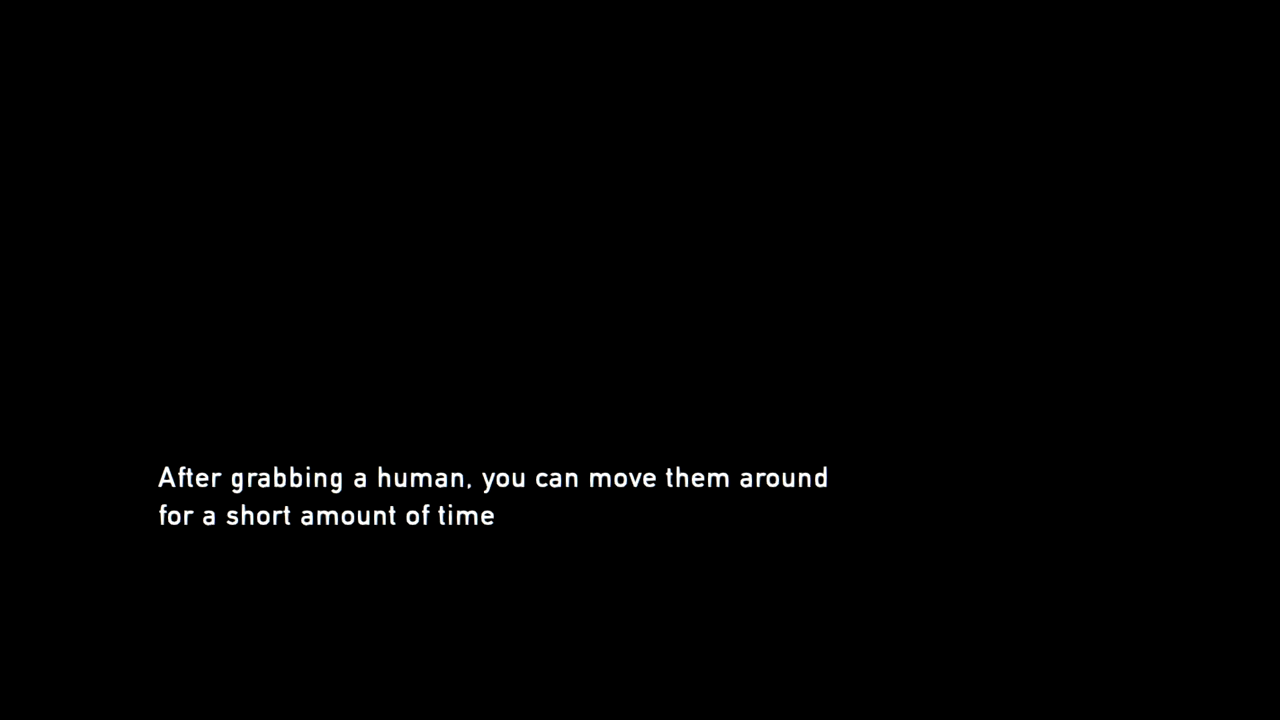 After grabbing a human, you can move them around
for a short amount of time